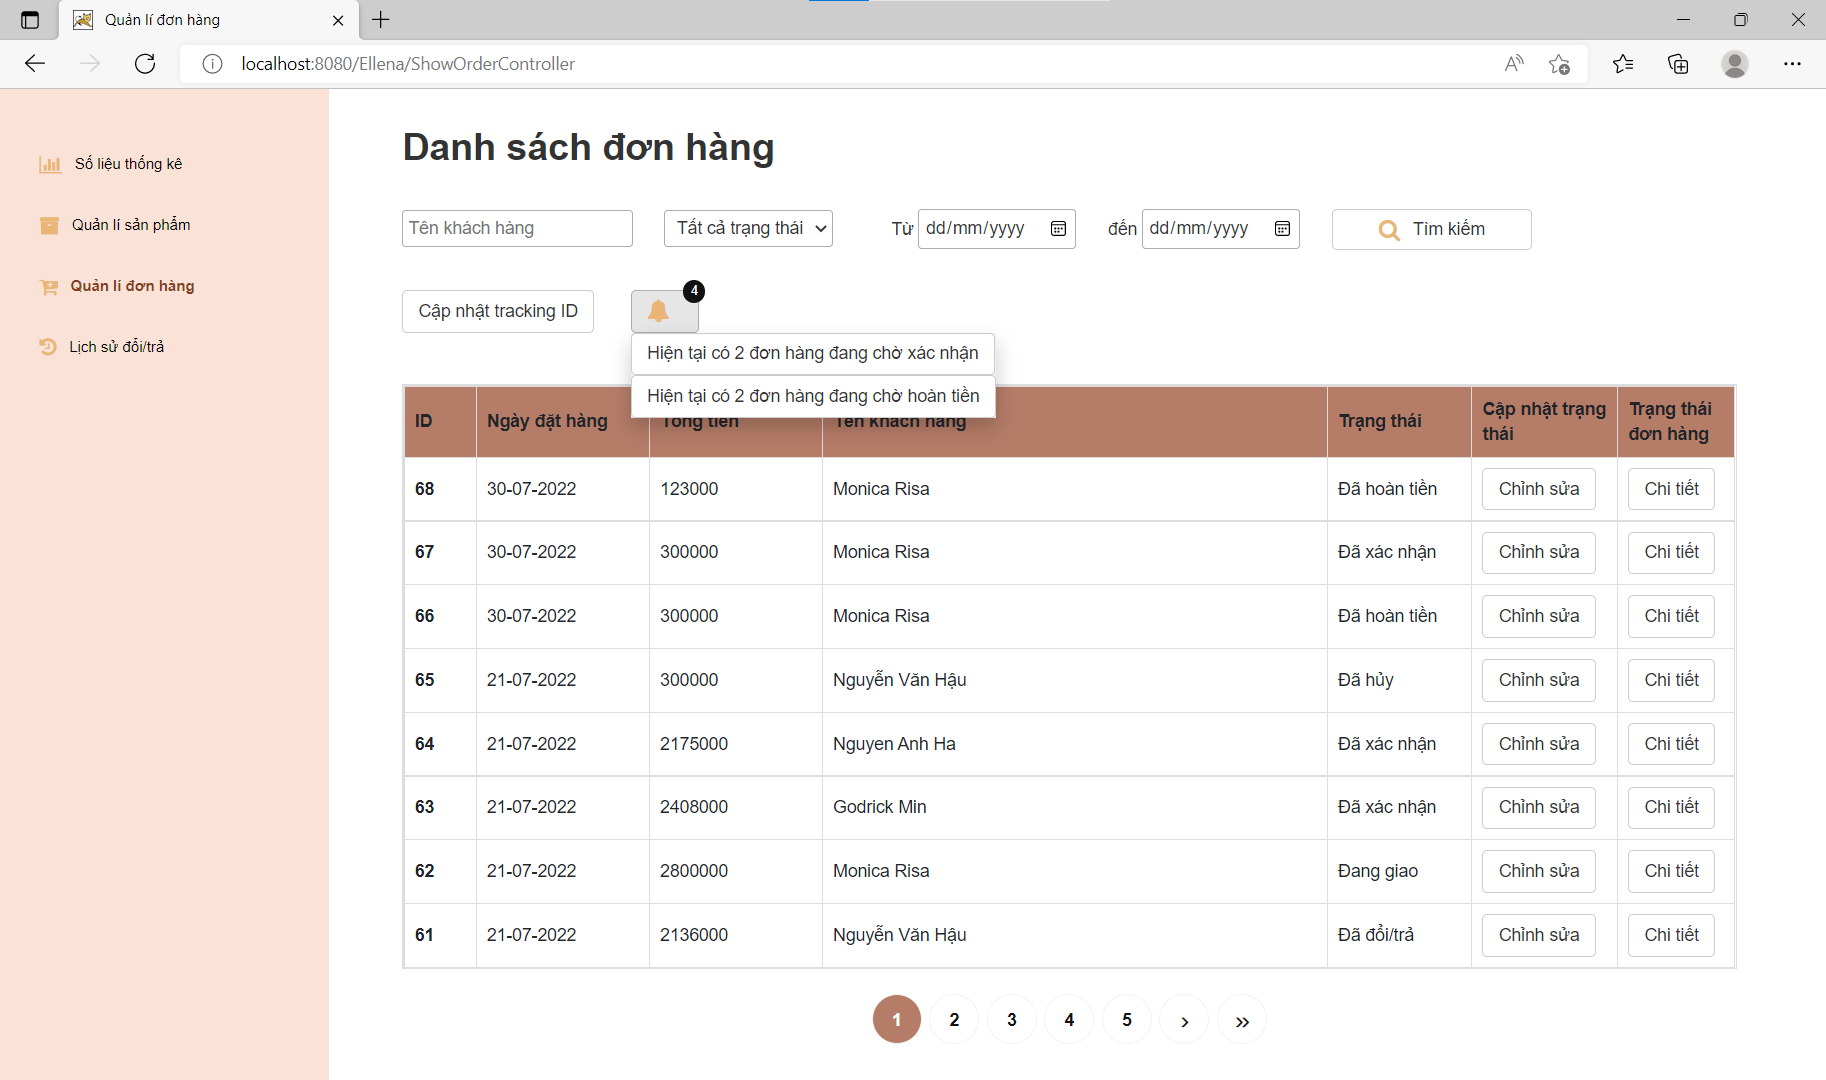 Quản lí đơn hàng
localhost:8080/Ellena/ShowOrderController
Số liệu thống kê
Quản lí sản phẩm
Quản lí đơn hàng
Lịch sử đổi/trả
Danh sách đơn hàng
Tên khách hàng Tất cả trạng thái Từ dd/mm/yyyy đến dd/mm/yyyy Tìm kiếm
Cập nhật tracking ID 4
Hiện tại có 2 đơn hàng đang chờ xác nhận
Hiện tại có 2 đơn hàng đang chờ hoàn tiền
ID Ngày đặt hàng Tổng tiền Tên khách hàng Trạng thái Cập nhật trạng thái Trạng thái đơn hàng
68 30-07-2022 123000 Monica Risa Đã hoàn tiền Chỉnh sửa Chi tiết
67 30-07-2022 300000 Monica Risa Đã xác nhận Chỉnh sửa Chi tiết
66 30-07-2022 300000 Monica Risa Đã hoàn tiền Chỉnh sửa Chi tiết
65 21-07-2022 300000 Nguyễn Văn Hậu Đã hủy Chỉnh sửa Chi tiết
64 21-07-2022 2175000 Nguyen Anh Ha Đã xác nhận Chỉnh sửa Chi tiết
63 21-07-2022 2408000 Godrick Min Đã xác nhận Chỉnh sửa Chi tiết
62 21-07-2022 2800000 Monica Risa Đang giao Chỉnh sửa Chi tiết
61 21-07-2022 2136000 Nguyễn Văn Hậu Đã đổi/trả Chỉnh sửa Chi tiết
1 2 3 4 5 › »